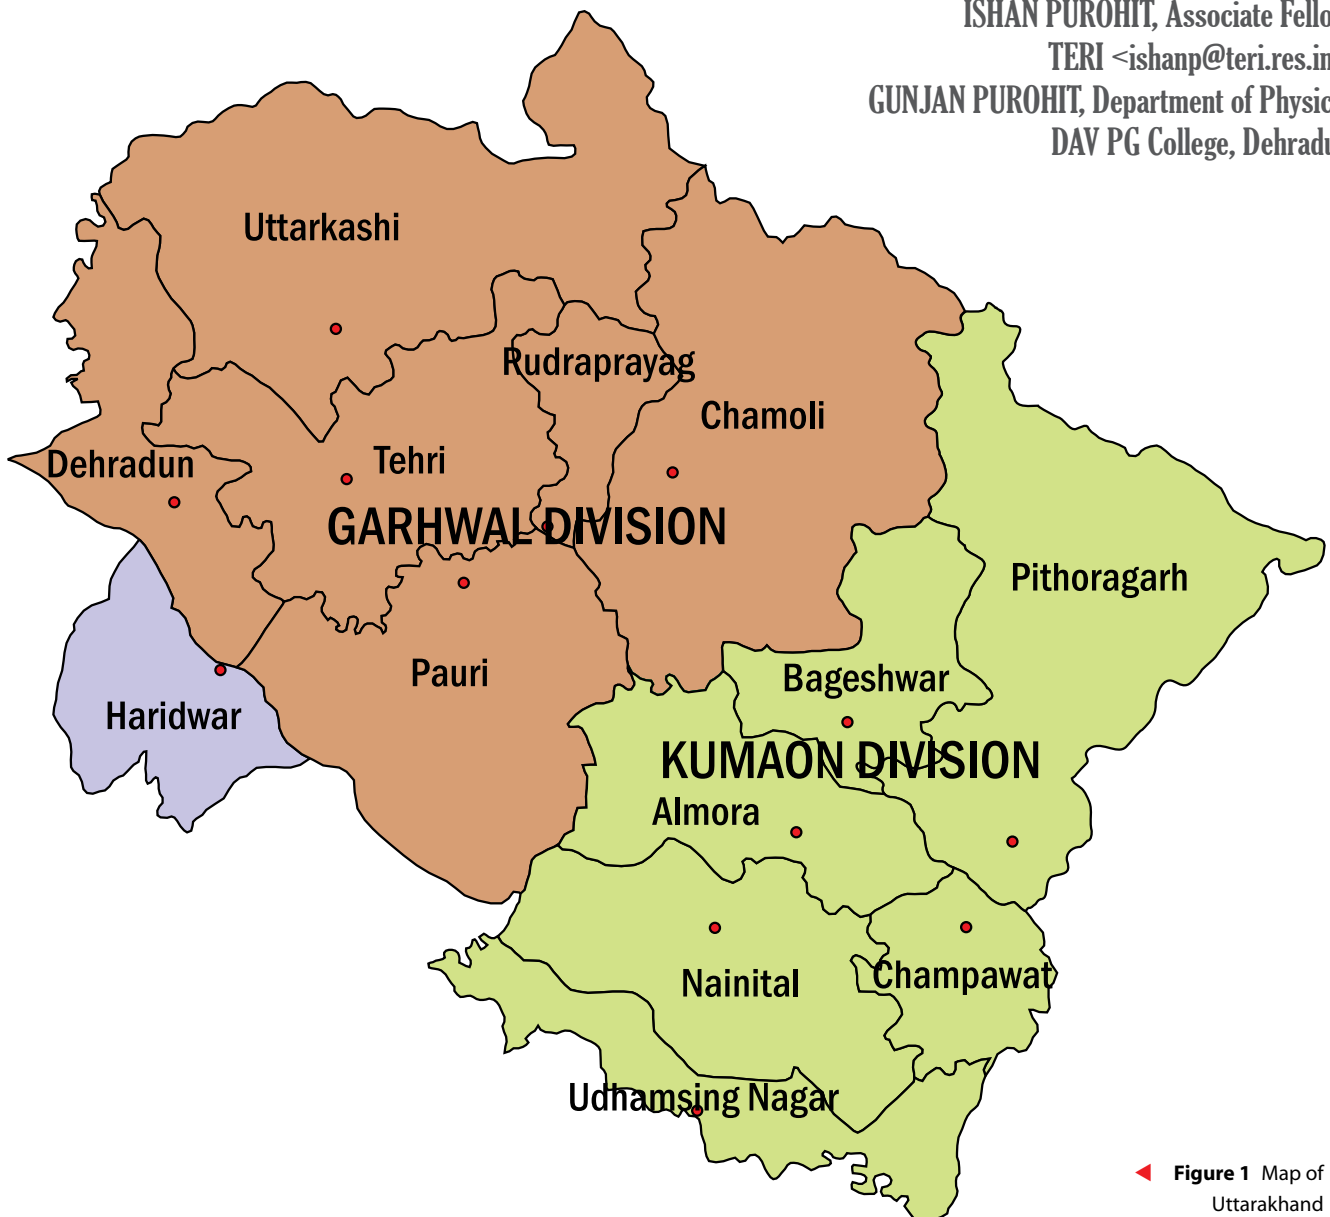 ISHAN PUROHIT, Associate Fello
TERI <ishanp@teri.res.in
GUNJAN PUROHIT, Department of Physic
DAV PG College, Dehradu
Uttarkashi
Rudraprayag
Chamoli
Tehri
Dehradun
GARHWAL DIVISION
Pithoragarh
Pauri
Bageshwar
Haridwar
KUMAON DIVISION
Almora
Champawat
Nainital
Udhamsing Nagar
Figure 1 Map of
Uttarakhand